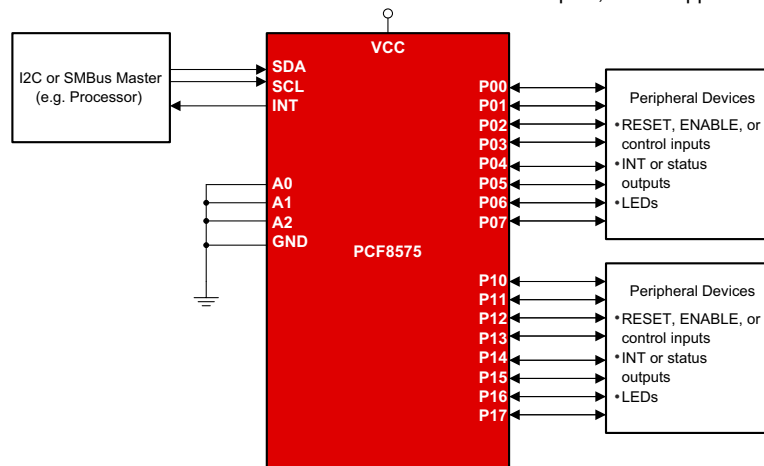 VCC
I2C or SMBus Master
(e.g. Processor)
SDA
SCL
INT
A0
A1
A2
GND
PCF8575
P00
P01
P02
P03
P04
P05
P06
P07
Peripheral Devices
•RESET, ENABLE, or
control inputs
•INT or status
outputs
•LEDs
P10
P11
P12
P13
P14
P15
P16
P17
Peripheral Devices
•RESET, ENABLE, or
control inputs
•INT or status
outputs
•LEDs